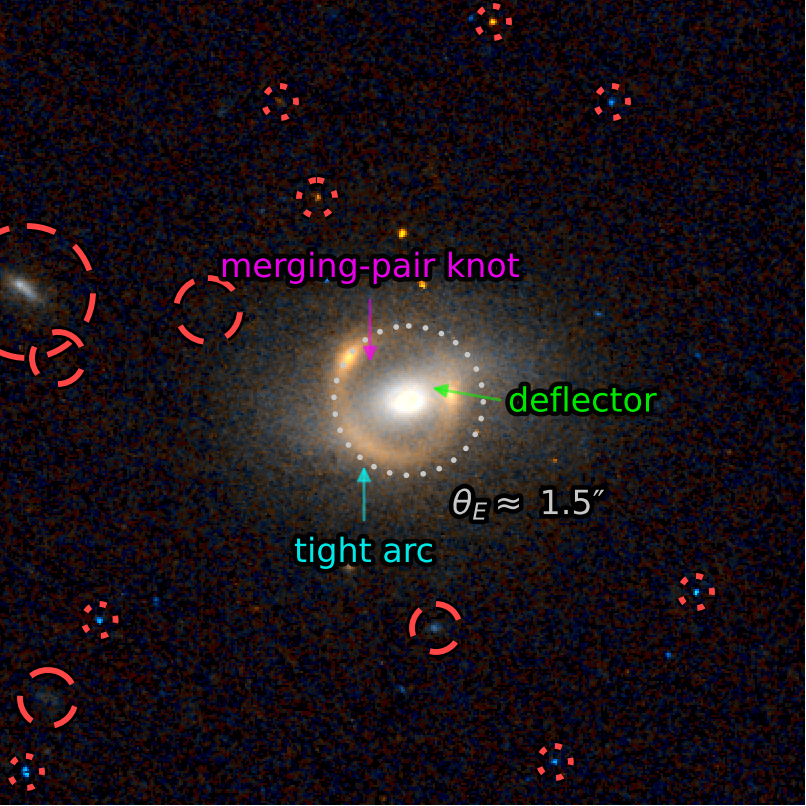 merging-pair knot
deflector
θ_E ≈ 1.5″
tight arc